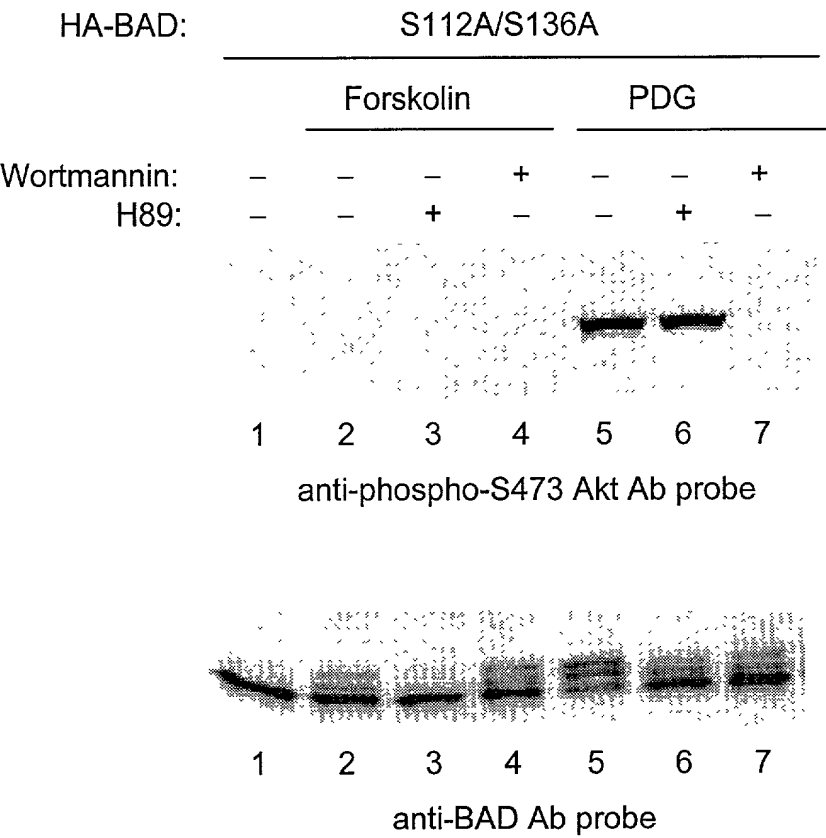 HA-BAD: S112A/S136A
Forskolin PDG
Wortmannin: – – – + – – +
H89: – – + – – + –
1 2 3 4 5 6 7
anti-phospho-S473 Akt Ab probe
1 2 3 4 5 6 7
anti-BAD Ab probe